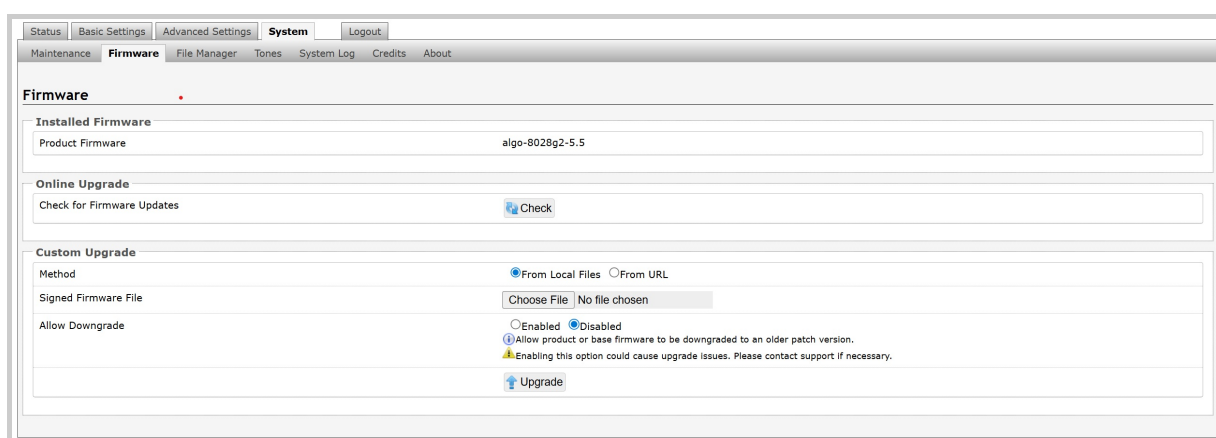 Status Basic Settings Advanced Settings System Logout
Maintenance Firmware File Manager Tones System Log Credits About
Firmware
Installed Firmware
Product Firmware algo-8028g2-5.5
Online Upgrade
Check for Firmware Updates Check
Custom Upgrade
Method From Local Files From URL
Signed Firmware File Choose File No file chosen
Allow Downgrade Enabled Disabled
Allow product or base firmware to be downgraded to an older patch version.
Enabling this option could cause upgrade issues. Please contact support if necessary.
Upgrade